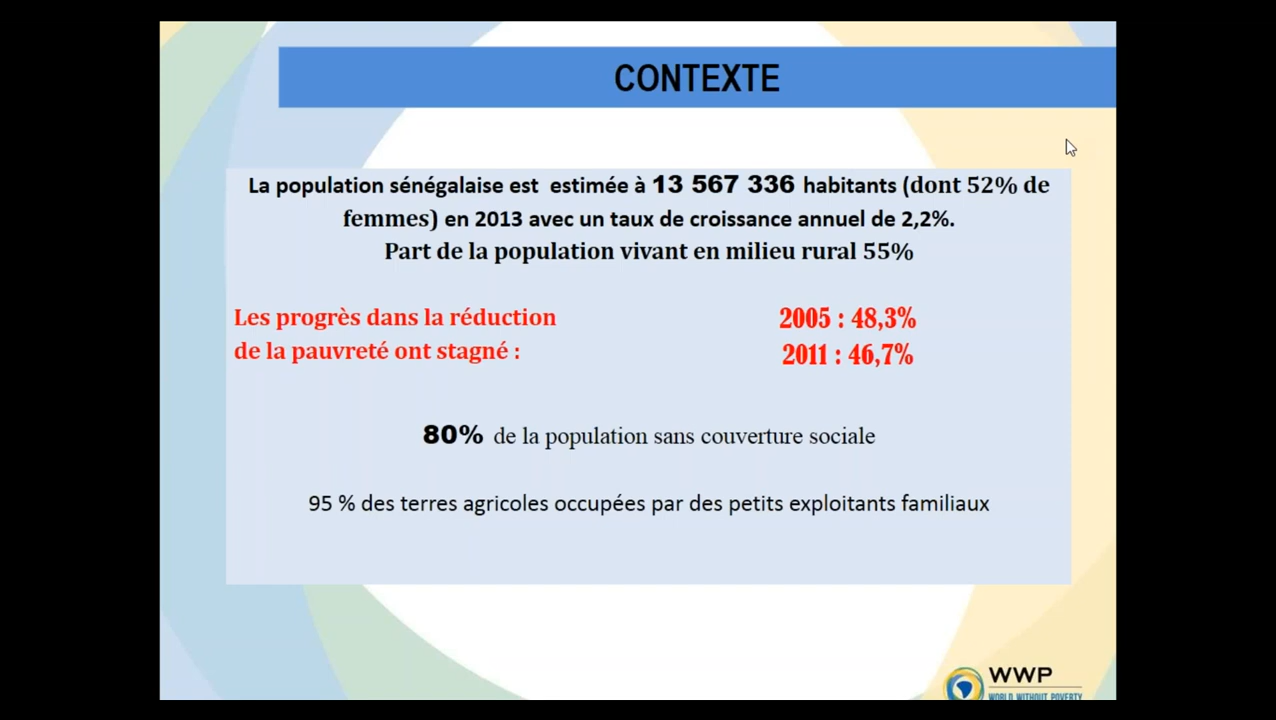 CONTEXTE
La population sénégalaise est estimée à 13 567 336 habitants (dont 52% de
femmes) en 2013 avec un taux de croissance annuel de 2,2%.
Part de la population vivant en milieu rural 55%
Les progrès dans la réduction
de la pauvreté ont stagné :
2005 : 48,3%
2011 : 46,7%
80% de la population sans couverture sociale
95 % des terres agricoles occupées par des petits exploitants familiaux
WWP
WORLD WITHOUT POVERTY